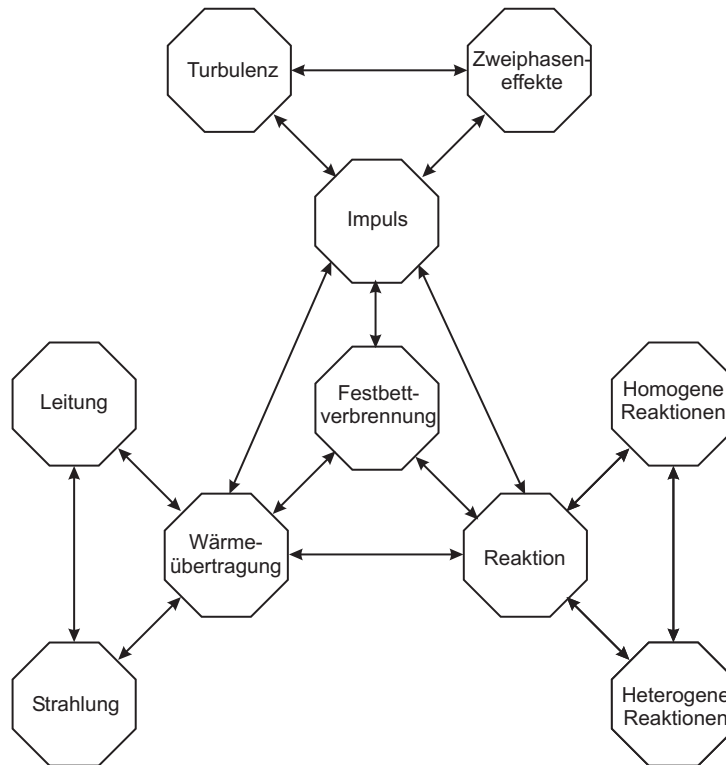 Turbulenz
Zweiphasen-
effekte
Impuls
Leitung
Festbett-
verbrennung
Homogene
Reaktionen
Wärme-
übertragung
Reaktion
Strahlung
Heterogene
Reaktionen